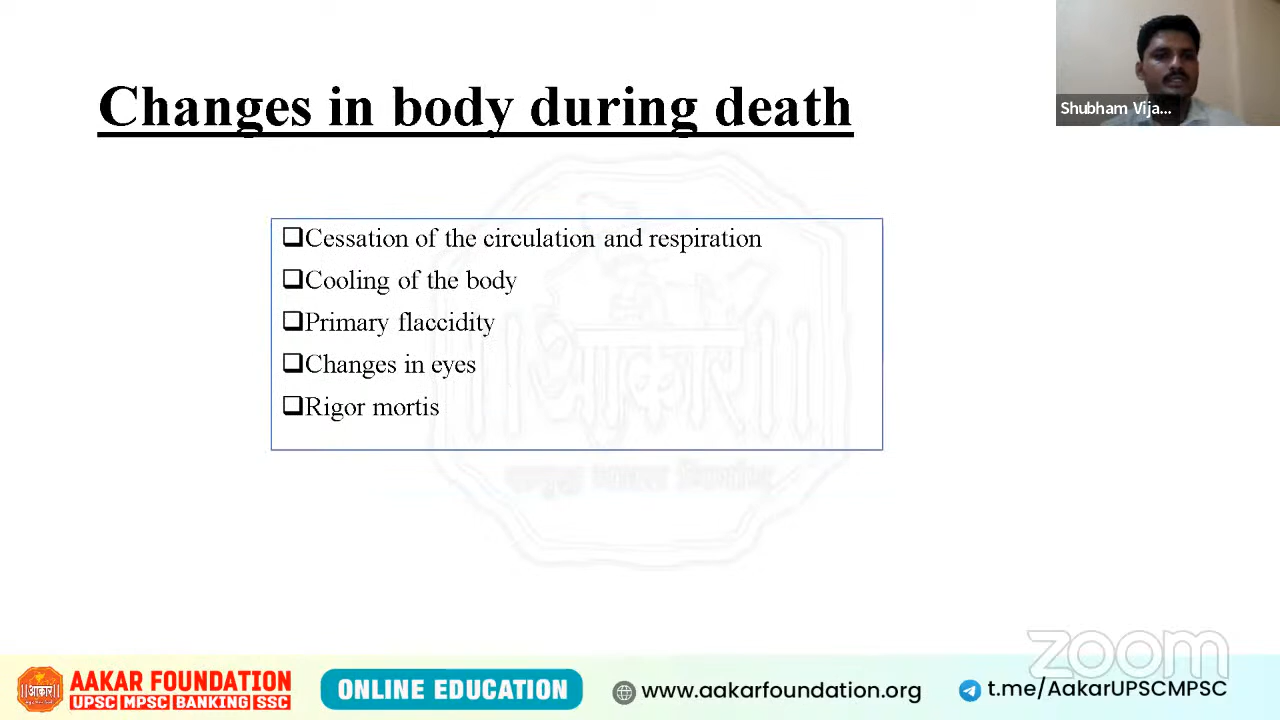 Changes in body during death
Shubham Vija...
❑Cessation of the circulation and respiration
❑Cooling of the body
❑Primary flaccidity
❑Changes in eyes
❑Rigor mortis
आकार
zoom
आकार
AAKAR FOUNDATION
UPSC MPSC BANKING SSC
ONLINE EDUCATION
www.aakarfoundation.org
t.me/AakarUPSCMPSC